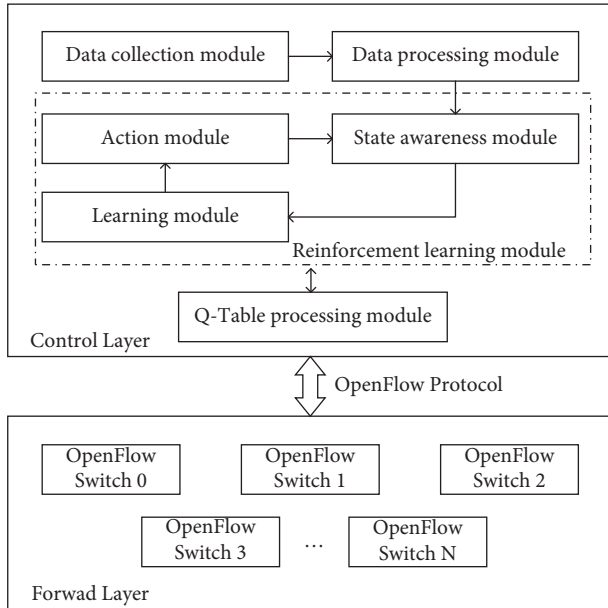 Data collection module
Data processing module
Action module
State awareness module
Learning module
Reinforcement learning module
Q-Table processing module
Control Layer
OpenFlow Protocol
OpenFlow
Switch 0
OpenFlow
Switch 1
OpenFlow
Switch 2
OpenFlow
Switch 3
...
OpenFlow
Switch N
Forwad Layer